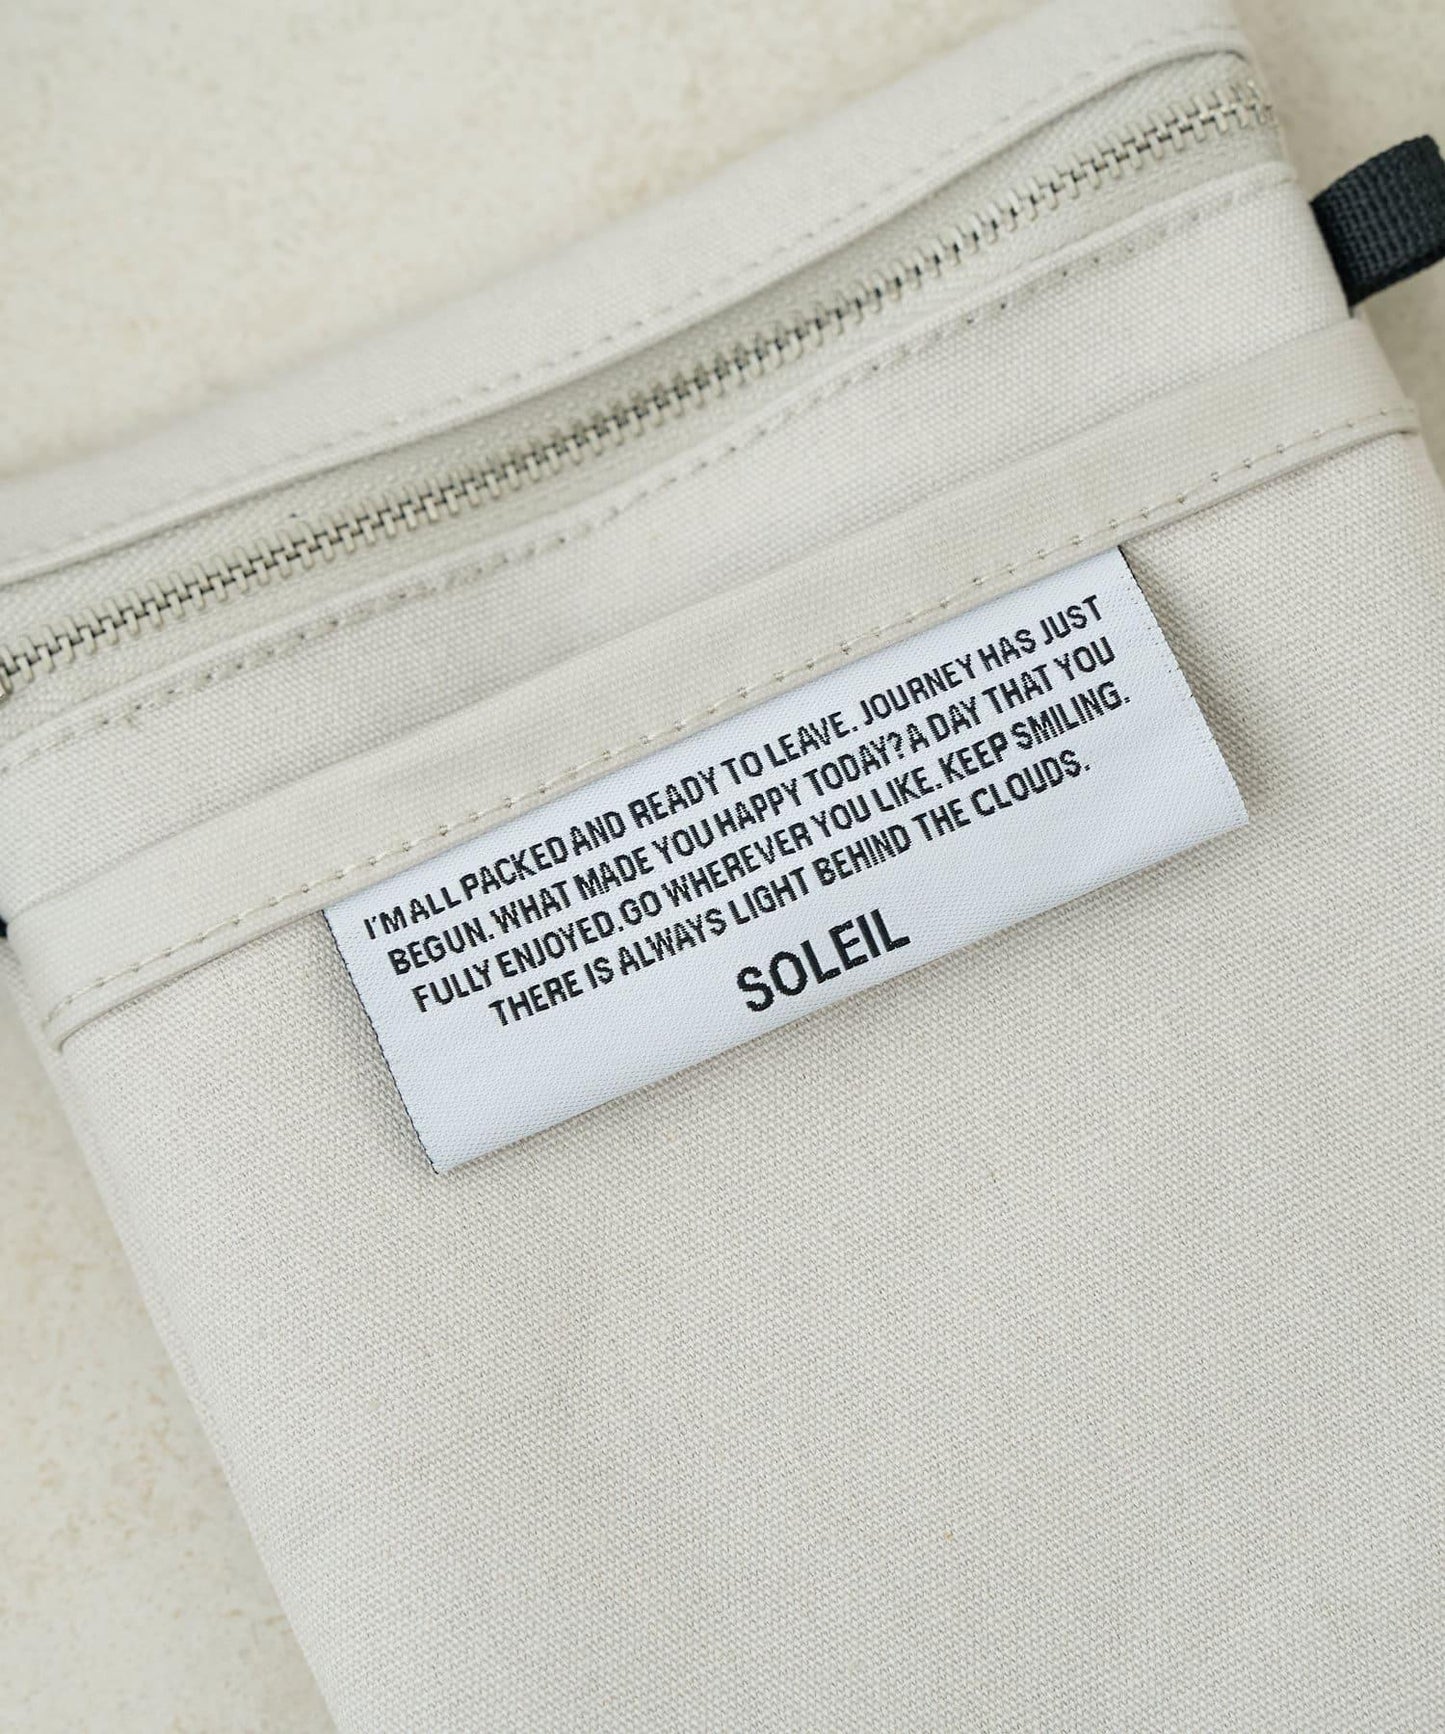 I'M ALL PACKED AND READY TO LEAVE. JOURNEY HAS JUST
BEGUN. WHAT MADE YOU HAPPY TODAY? A DAY THAT YOU
FULLY ENJOYED. GO WHEREVER YOU LIKE. KEEP SMILING.
THERE IS ALWAYS LIGHT BEHIND THE CLOUDS.
SOLEIL